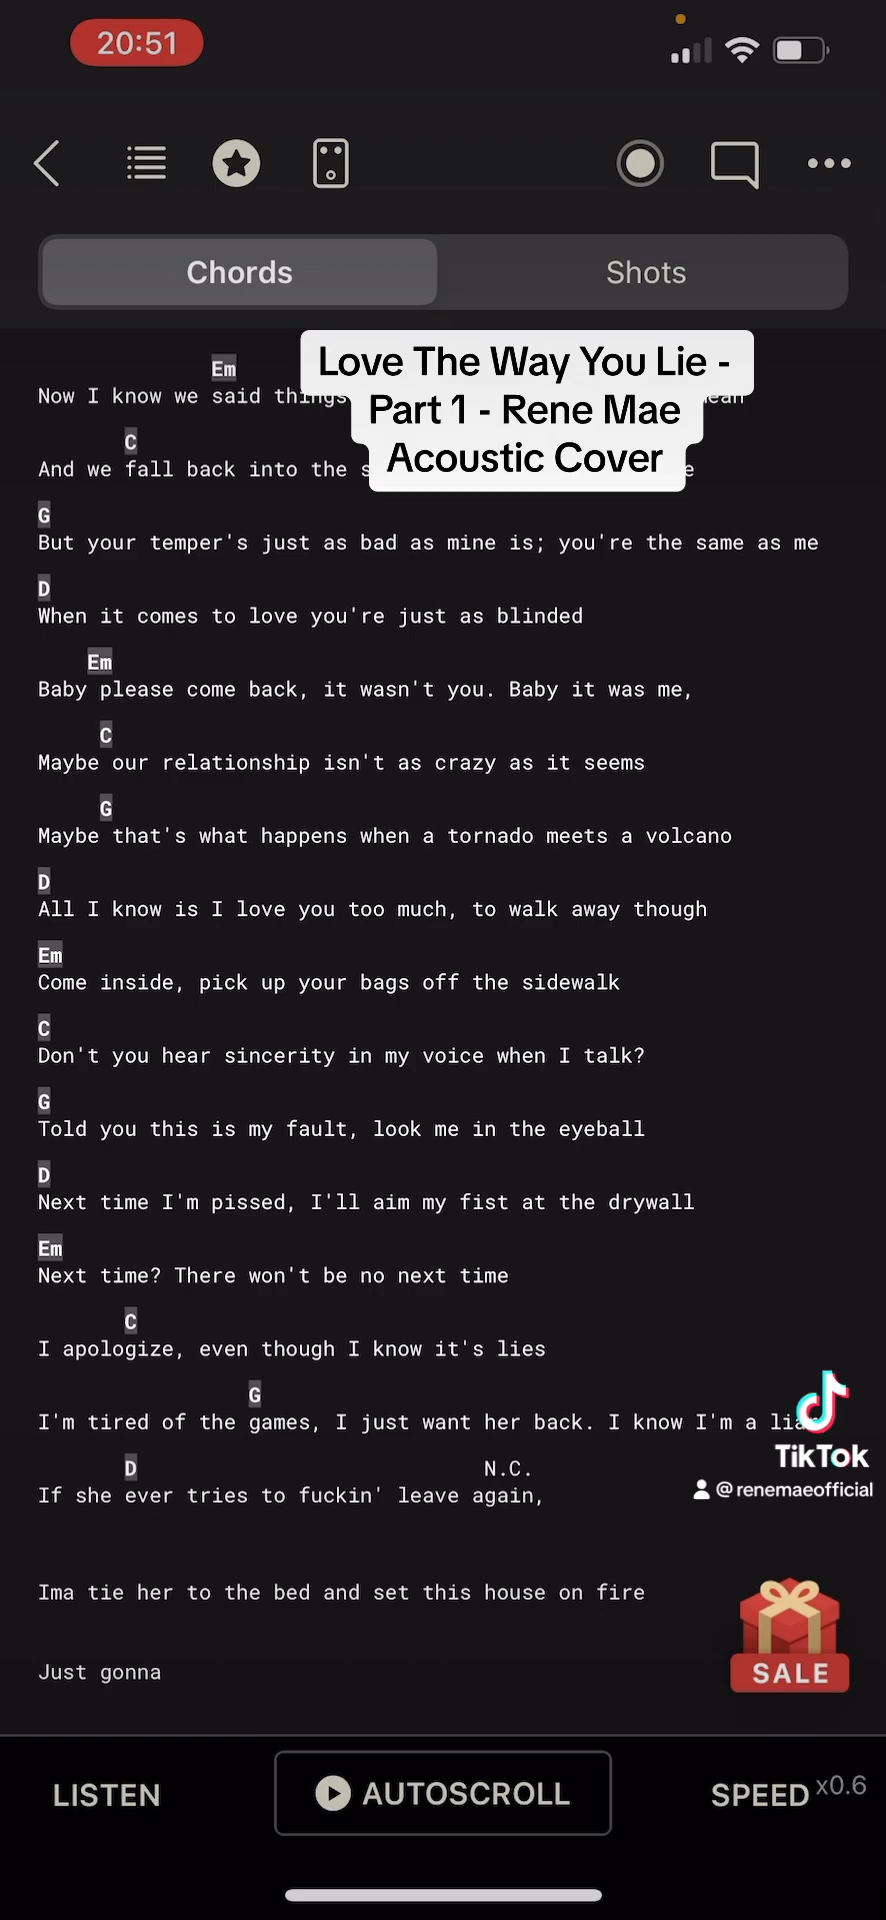 20:51
Chords
Shots
Love The Way You Lie -
Part 1 - Rene Mae
Acoustic Cover
Em
Now I know we said things
C
And we fall back into the
G
But your temper's just as bad as mine is; you're the same as me
D
When it comes to love you're just as blinded
Em
Baby please come back, it wasn't you. Baby it was me,
C
Maybe our relationship isn't as crazy as it seems
G
Maybe that's what happens when a tornado meets a volcano
D
All I know is I love you too much, to walk away though
Em
Come inside, pick up your bags off the sidewalk
C
Don't you hear sincerity in my voice when I talk?
G
Told you this is my fault, look me in the eyeball
D
Next time I'm pissed, I'll aim my fist at the drywall
Em
Next time? There won't be no next time
C
I apologize, even though I know it's lies
G
I'm tired of the games, I just want her back. I know I'm a
D N.C.
If she ever tries to fuckin' leave again,
Ima tie her to the bed and set this house on fire
Just gonna
TikTok
@renemaeofficial
SALE
LISTEN
AUTOSCROLL
SPEED x0.6